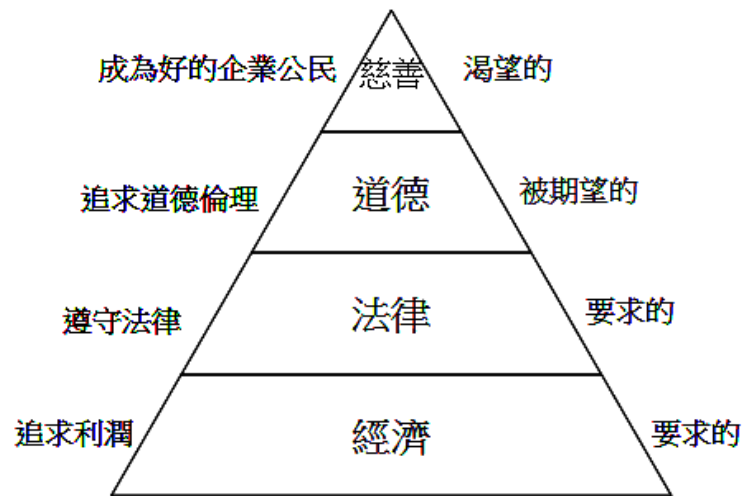 成為好的企業公民 慈善 渴望的
追求道德倫理 道德 被期望的
遵守法律 法律 要求的
追求利潤 經濟 要求的